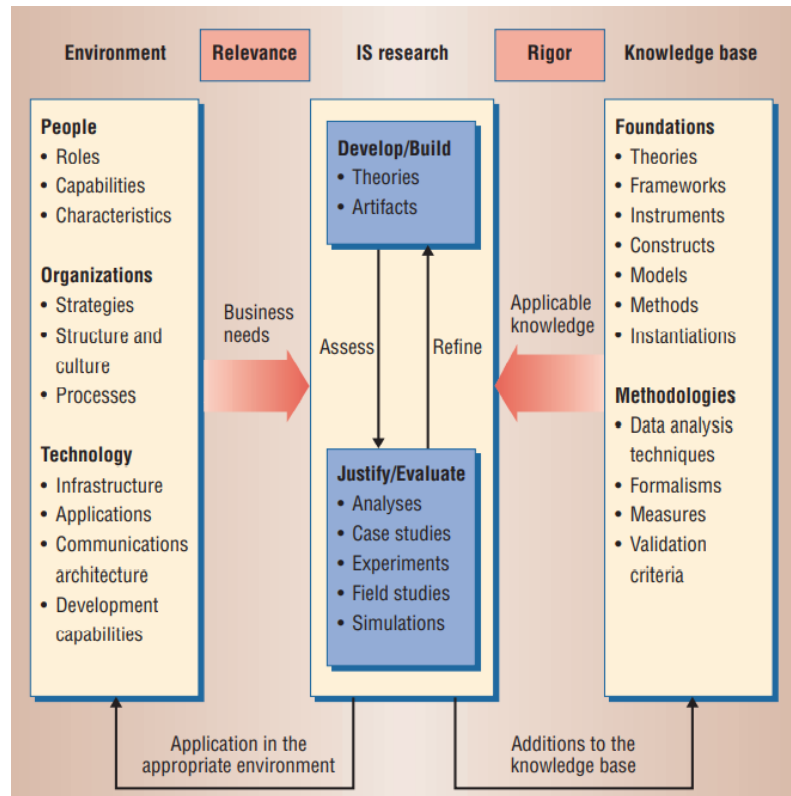 Environment
Relevance
IS research
Rigor
Knowledge base
People
• Roles
• Capabilities
• Characteristics
Organizations
• Strategies
• Structure and
culture
• Processes
Technology
• Infrastructure
• Applications
• Communications
architecture
• Development
capabilities
Business
needs
Develop/Build
• Theories
• Artifacts
Assess
Refine
Justify/Evaluate
• Analyses
• Case studies
• Experiments
• Field studies
• Simulations
Applicable
knowledge
Foundations
• Theories
• Frameworks
• Instruments
• Constructs
• Models
• Methods
• Instantiations
Methodologies
• Data analysis
techniques
• Formalisms
• Measures
• Validation
criteria
Application in the
appropriate environment
Additions to the
knowledge base